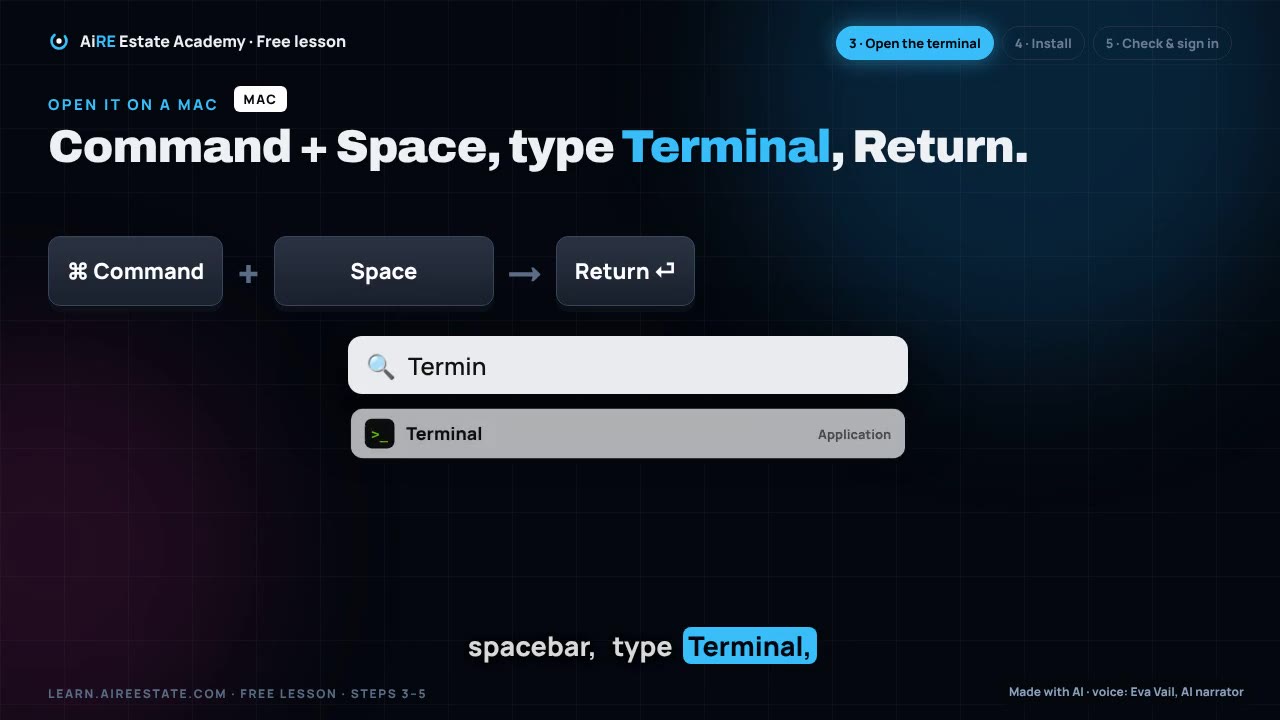 AiRE Estate Academy · Free lesson
3 · Open the terminal
4 · Install
5 · Check & sign in
OPEN IT ON A MAC
MAC
Command + Space, type Terminal, Return.
⌘ Command + Space → Return ⏎
🔍 Termin
>_ Terminal Application
spacebar, type Terminal,
LEARN.AIREESTATE.COM · FREE LESSON · STEPS 3–5
Made with AI · voice: Eva Vail, AI narrator